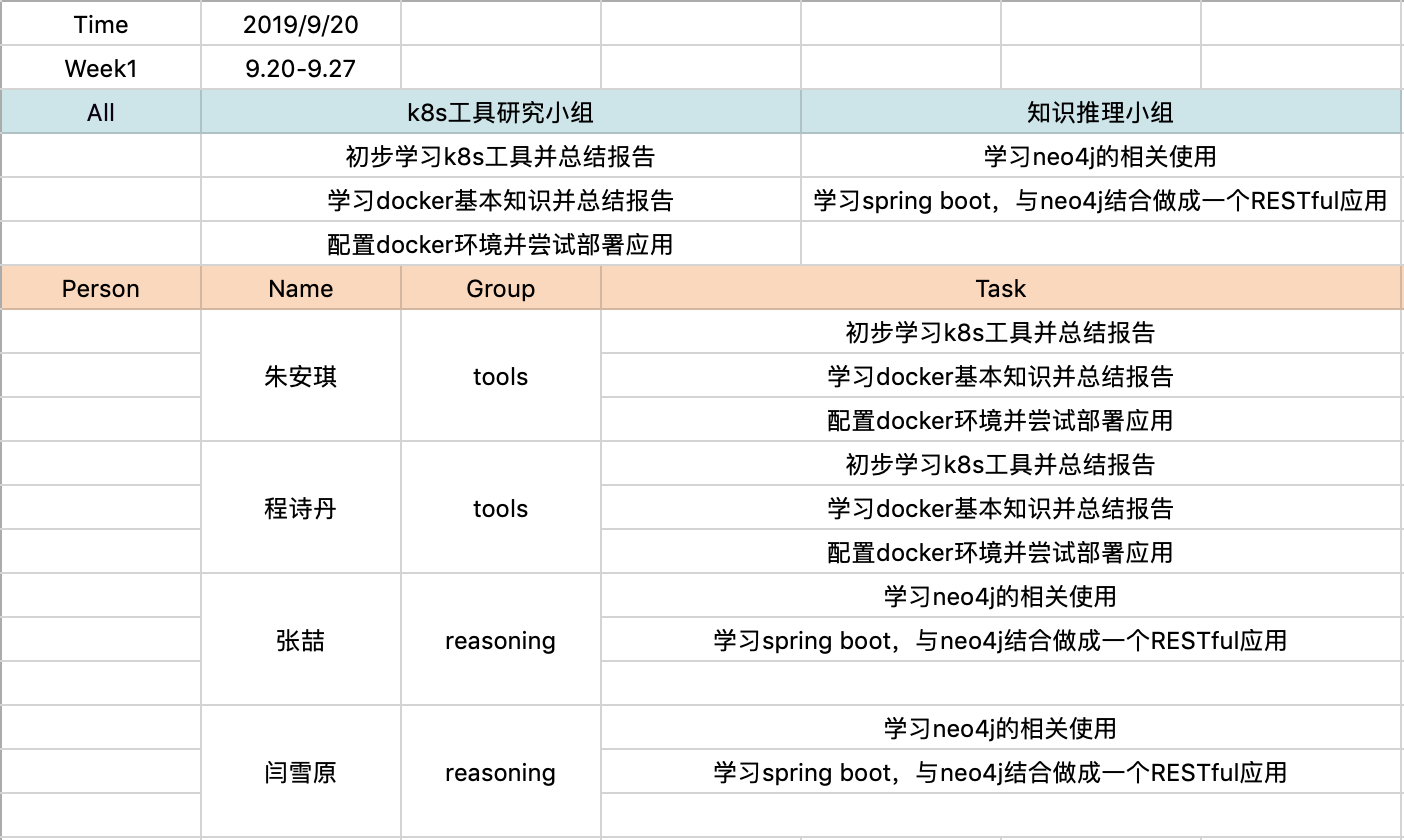 Time 2019/9/20
Week1 9.20-9.27
All k8s工具研究小组 知识推理小组
初步学习k8s工具并总结报告 学习neo4j的相关使用
学习docker基本知识并总结报告 学习spring boot，与neo4j结合做成一个RESTful应用
配置docker环境并尝试部署应用
Person Name Group Task
初步学习k8s工具并总结报告
朱安琪 tools 学习docker基本知识并总结报告
配置docker环境并尝试部署应用
初步学习k8s工具并总结报告
程诗丹 tools 学习docker基本知识并总结报告
配置docker环境并尝试部署应用
学习neo4j的相关使用
张喆 reasoning 学习spring boot，与neo4j结合做成一个RESTful应用
学习neo4j的相关使用
闫雪原 reasoning 学习spring boot，与neo4j结合做成一个RESTful应用